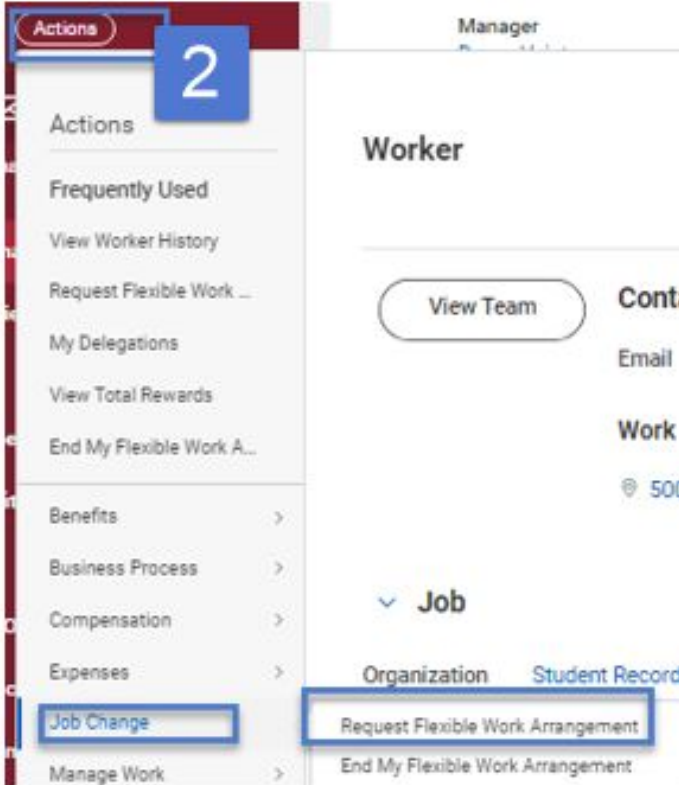 Actions
2
Manager
Actions
Frequently Used
View Worker History
Request Flexible Work ...
My Delegations
View Total Rewards
End My Flexible Work A...
Benefits
Business Process
Compensation
Expenses
Job Change
Manage Work
Worker
View Team
Email
Work
Job
Organization
Student Record
Request Flexible Work Arrangement
End My Flexible Work Arrangement